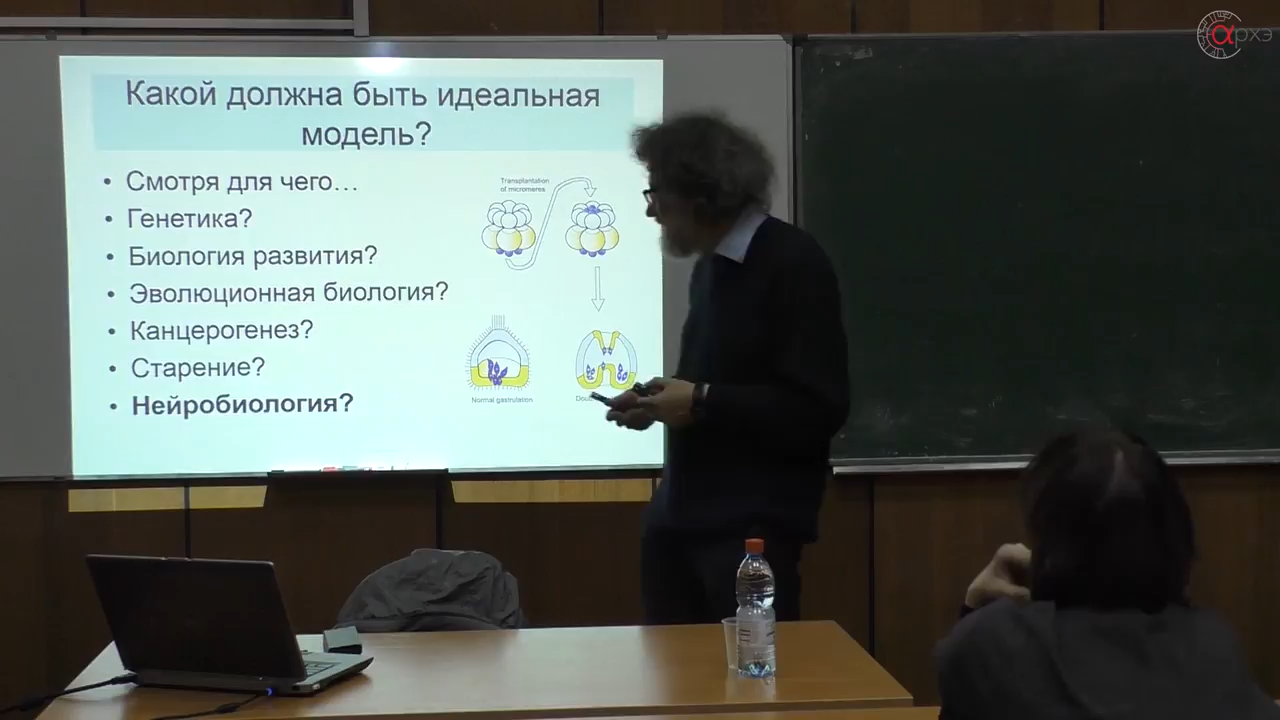 αрхэ
Какой должна быть идеальная
модель?
• Смотря для чего…
• Генетика?
• Биология развития?
• Эволюционная биология?
• Канцерогенез?
• Старение?
• Нейробиология?
Transplantation
of micromeres
Normal gastrulation